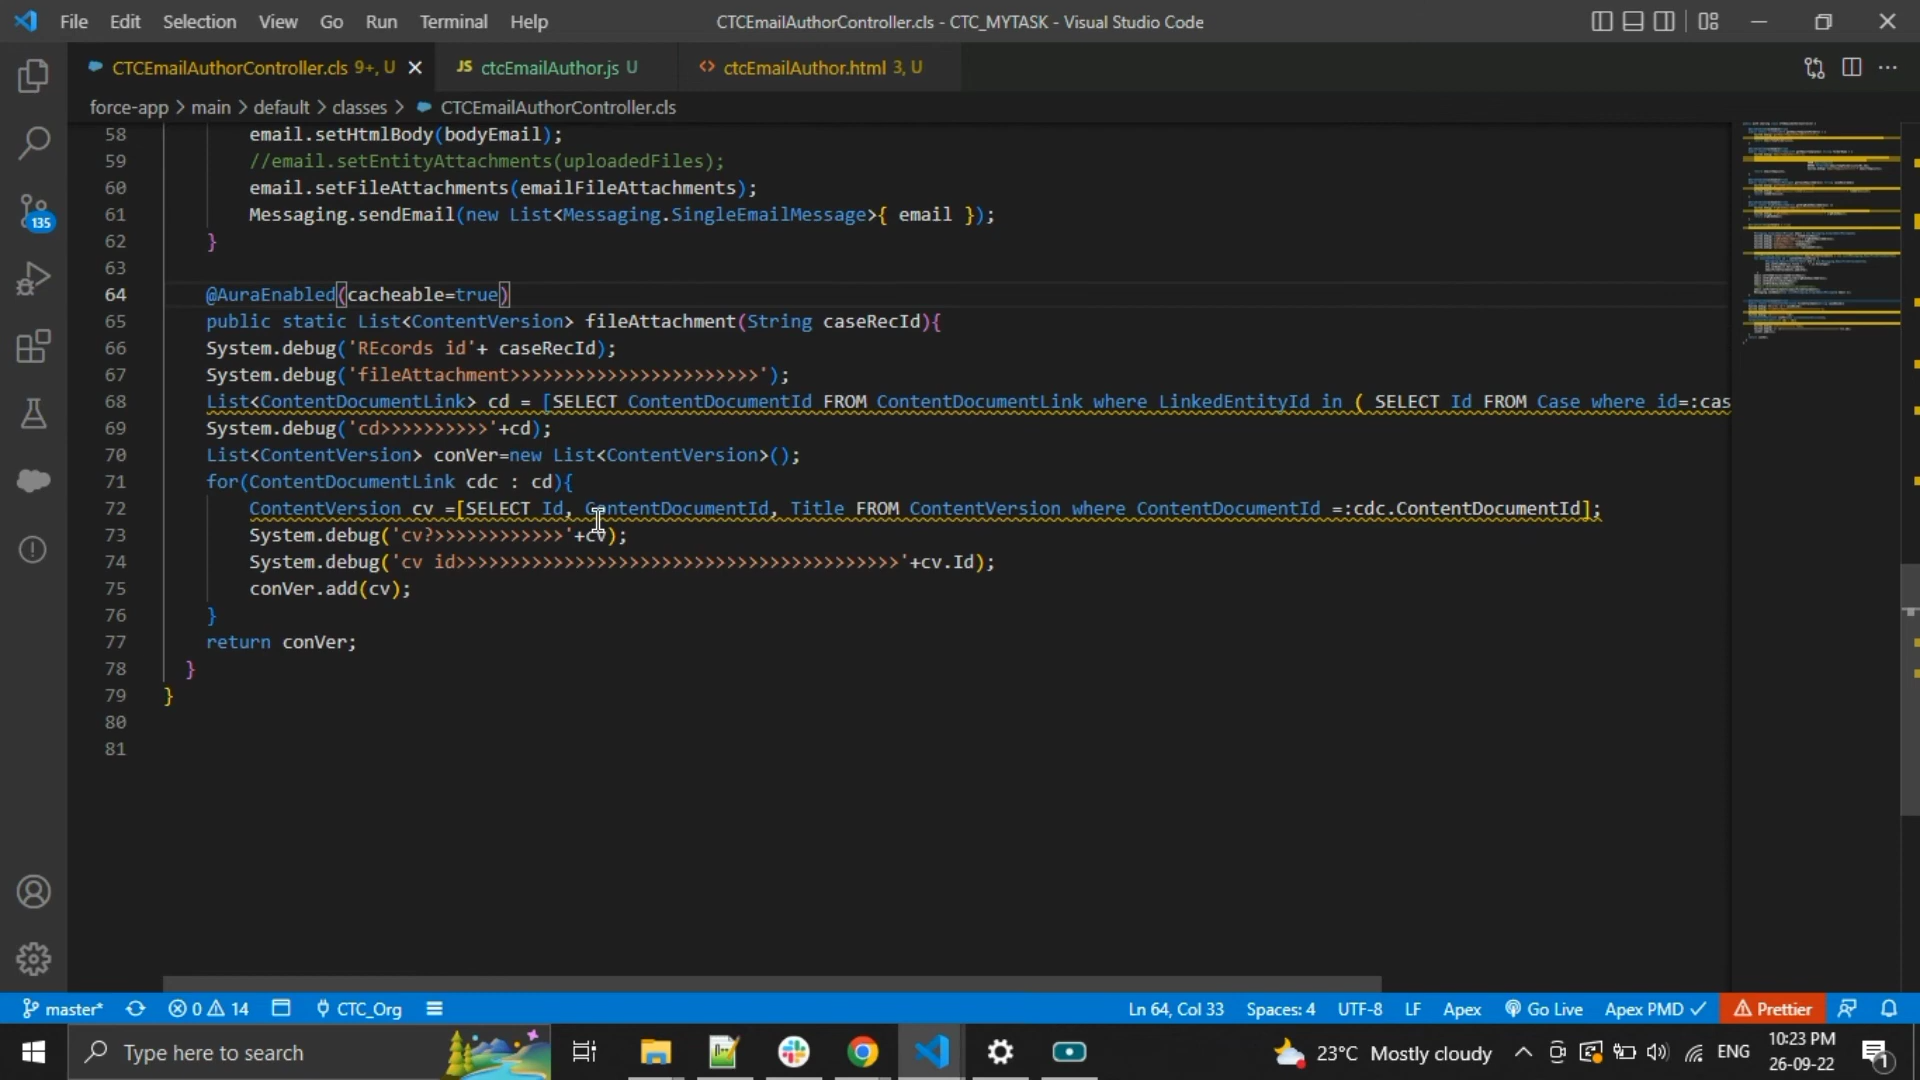 File Edit Selection View Go Run Terminal Help CTCEmailAuthorController.cls - CTC_MYTASK - Visual Studio Code
CTCEmailAuthorController.cls 9+, U JS ctcEmailAuthor.js U <> ctcEmailAuthor.html 3, U
force-app > main > default > classes > CTCEmailAuthorController.cls
58 email.setHtmlBody(bodyEmail);
59 //email.setEntityAttachments(uploadedFiles);
60 email.setFileAttachments(emailFileAttachments);
61 Messaging.sendEmail(new List<Messaging.SingleEmailMessage>{ email });
62 }
63
64 @AuraEnabled(cacheable=true)
65 public static List<ContentVersion> fileAttachment(String caseRecId){
66 System.debug('REcords id'+ caseRecId);
67 System.debug('fileAttachment>>>>>>>>>>>>>>>>>>>>>>>');
68 List<ContentDocumentLink> cd = [SELECT ContentDocumentId FROM ContentDocumentLink where LinkedEntityId in ( SELECT Id FROM Case where id=:cas
69 System.debug('cd>>>>>>>>>>'+cd);
70 List<ContentVersion> conVer=new List<ContentVersion>();
71 for(ContentDocumentLink cdc : cd){
72 ContentVersion cv =[SELECT Id, ContentDocumentId, Title FROM ContentVersion where ContentDocumentId =:cdc.ContentDocumentId];
73 System.debug('cv?>>>>>>>>>>>>'+cv);
74 System.debug('cv id>>>>>>>>>>>>>>>>>>>>>>>>>>>>>>>>>>>>>>>>>'+cv.Id);
75 conVer.add(cv);
76 }
77 return conVer;
78 }
79 }
80
81
135
master* 0 14 CTC_Org Ln 64, Col 33 Spaces: 4 UTF-8 LF Apex Go Live Apex PMD ✓ Prettier
Type here to search 23°C Mostly cloudy ENG 10:23 PM
26-09-22 1